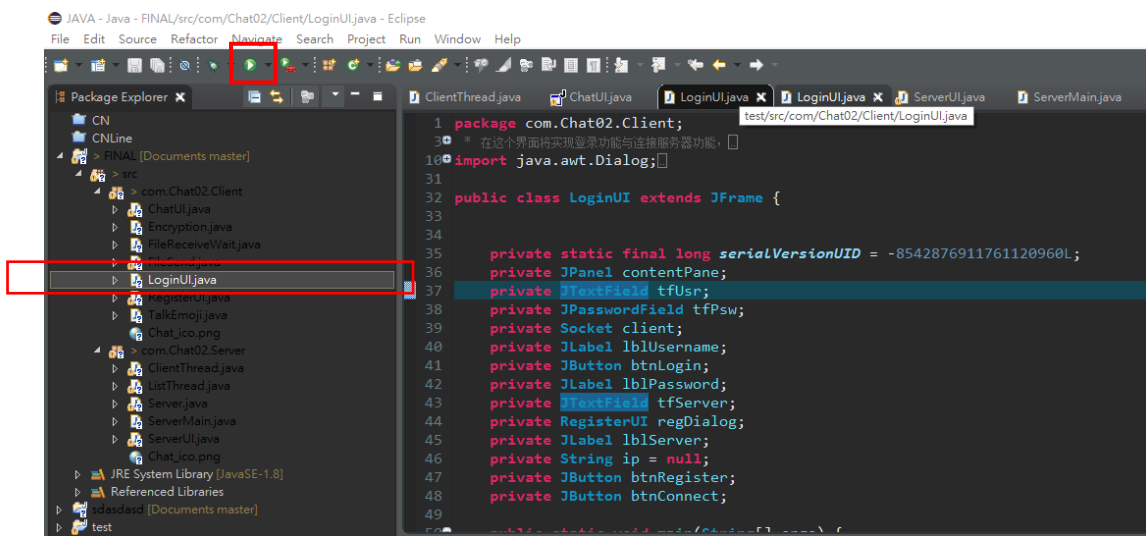 JAVA - Java - FINAL/src/com/Chat02/Client/LoginUI.java - Eclipse
File Edit Source Refactor Navigate Search Project Run Window Help
Package Explorer
ClientThread.java ChatUI.java LoginUI.java LoginUI.java ServerUI.java ServerMain.java
test/src/com/Chat02/Client/LoginUI.java
CN
CNLine
> FINAL [Documents master]
> src
> com.Chat02.Client
ChatUI.java
Encryption.java
FileReceiveWait.java
FileSend.java
LoginUI.java
RegisterUI.java
TalkEmoji.java
Chat_ico.png
> com.Chat02.Server
ClientThread.java
ListThread.java
Server.java
ServerMain.java
ServerUI.java
Chat_ico.png
JRE System Library [JavaSE-1.8]
Referenced Libraries
sdasdasd [Documents master]
test
1 package com.Chat02.Client;
3 * 在这个界面将实现登录功能与连接服务器功能，
10 import java.awt.Dialog;
31
32 public class LoginUI extends JFrame {
33
34
35 private static final long serialVersionUID = -8542876911761120960L;
36 private JPanel contentPane;
37 private JTextField tfUsr;
38 private JPasswordField tfPsw;
39 private Socket client;
40 private JLabel lblUsername;
41 private JButton btnLogin;
42 private JLabel lblPassword;
43 private JTextField tfServer;
44 private RegisterUI regDialog;
45 private JLabel lblServer;
46 private String ip = null;
47 private JButton btnRegister;
48 private JButton btnConnect;
49
public static void main(String[] args) {